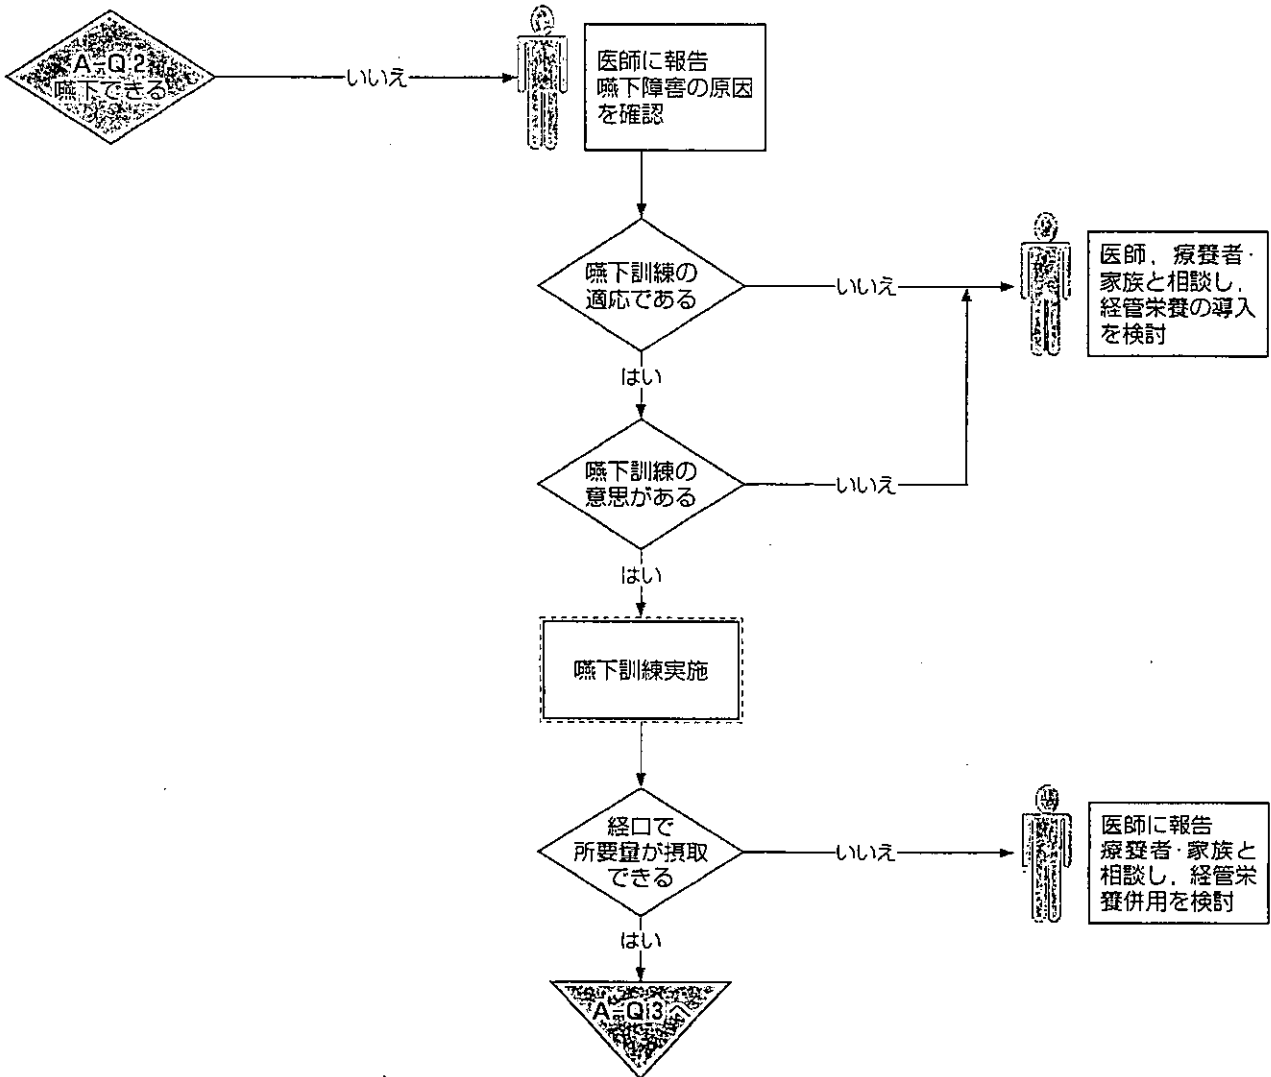 A-Q2
嚥下できる
いいえ
医師に報告
嚥下障害の原因
を確認
嚥下訓練の
適応である
いいえ
医師，療養者・
家族と相談し，
経管栄養の導入
を検討
はい
嚥下訓練の
意思がある
いいえ
はい
嚥下訓練実施
経口で
所要量が摂取
できる
いいえ
医師に報告
療養者・家族と
相談し，経管栄
養併用を検討
はい
A-Q3へ